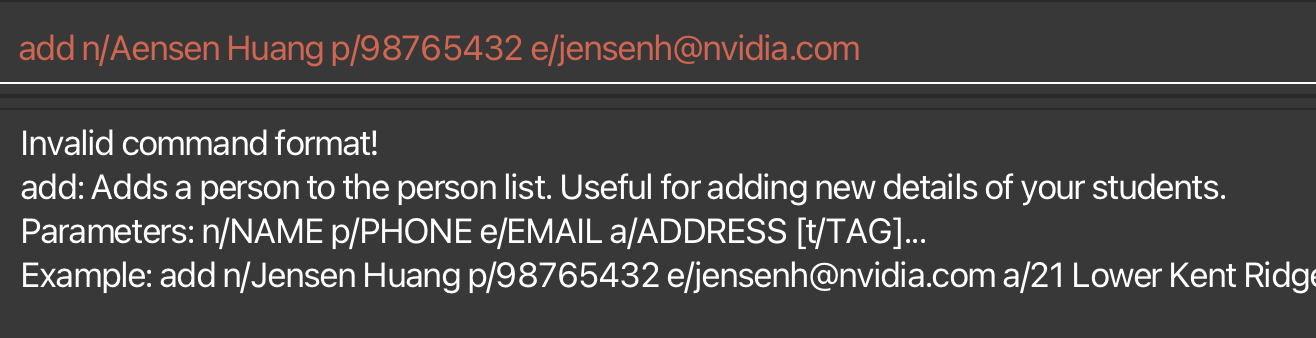 add n/Aensen Huang p/98765432 e/jensenh@nvidia.com
Invalid command format!
add: Adds a person to the person list. Useful for adding new details of your students.
Parameters: n/NAME p/PHONE e/EMAIL a/ADDRESS [t/TAG]...
Example: add n/Jensen Huang p/98765432 e/jensenh@nvidia.com a/21 Lower Kent Ridge